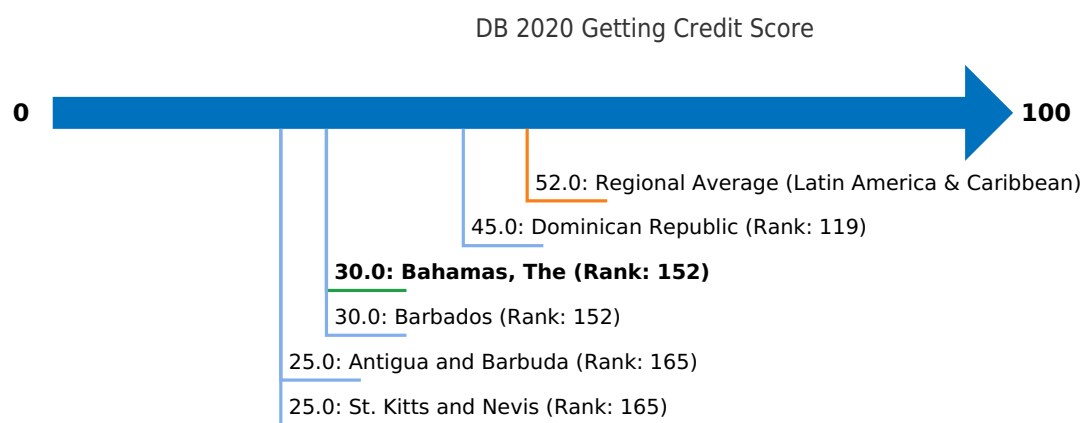 DB 2020 Getting Credit Score
0
100
52.0: Regional Average (Latin America & Caribbean)
45.0: Dominican Republic (Rank: 119)
30.0: Bahamas, The (Rank: 152)
30.0: Barbados (Rank: 152)
25.0: Antigua and Barbuda (Rank: 165)
25.0: St. Kitts and Nevis (Rank: 165)